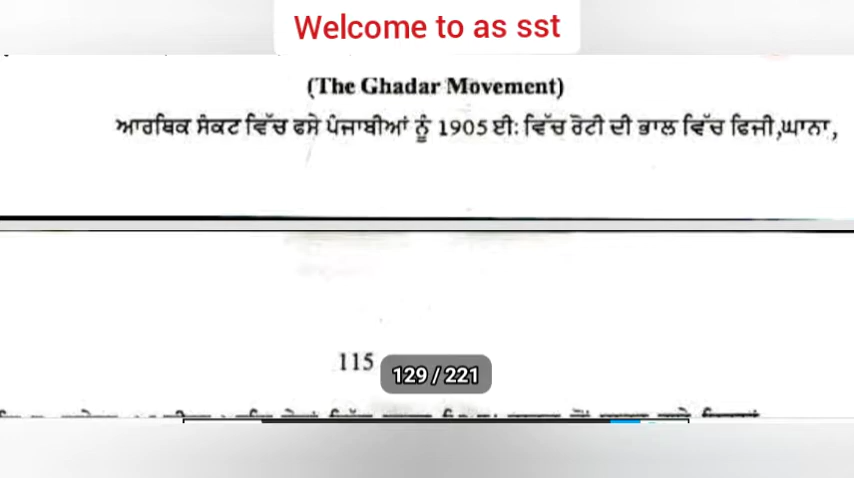 Welcome to as sst
(The Ghadar Movement)
ਆਰਥਿਕ ਸੰਕਟ ਵਿੱਚ ਫਸੇ ਪੰਜਾਬੀਆਂ ਨੂੰ 1905 ਈ: ਵਿੱਚ ਰੋਟੀ ਦੀ ਭਾਲ ਵਿੱਚ ਫਿਜੀ,ਘਾਨਾ,
115
129 / 221